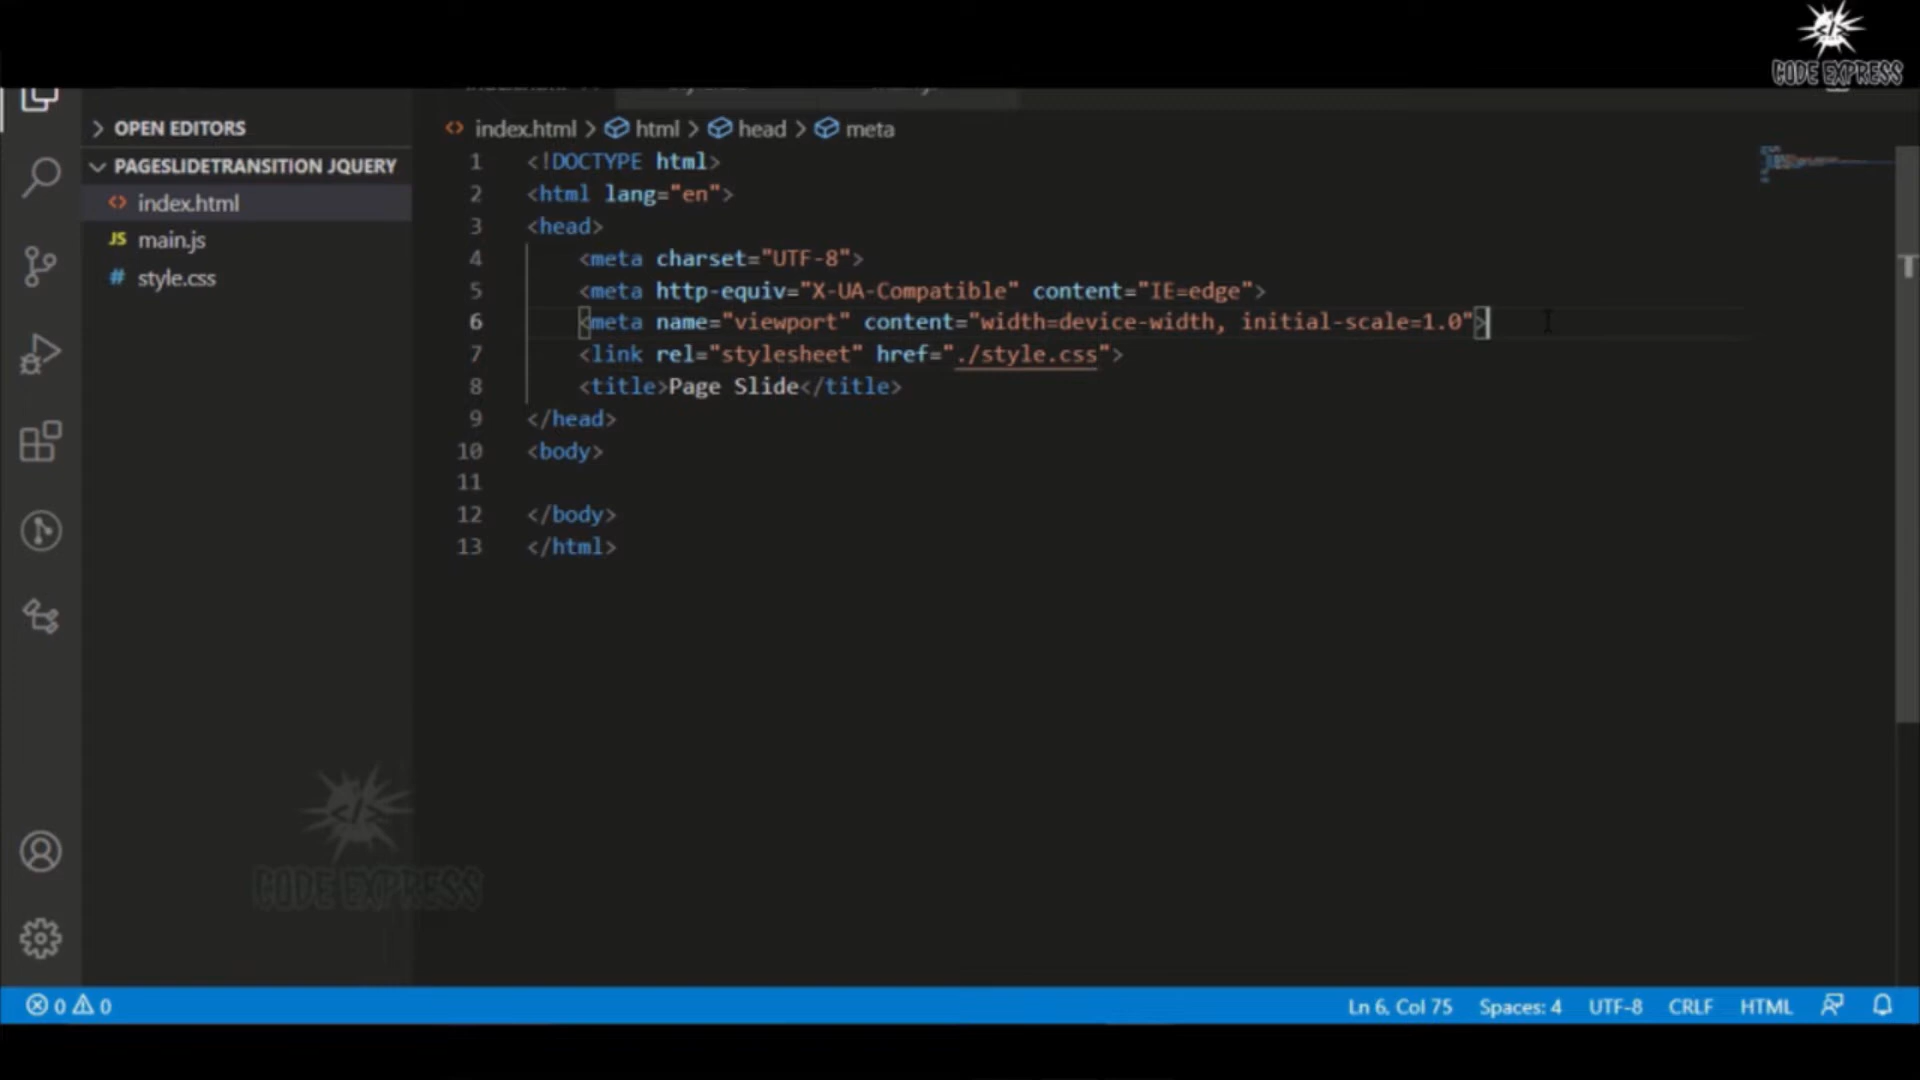 CODE EXPRESS
OPEN EDITORS
PAGESLIDETRANSITION JQUERY
index.html
JS main.js
# style.css
index.html > html > head > meta
1 <!DOCTYPE html>
2 <html lang="en">
3 <head>
4 <meta charset="UTF-8">
5 <meta http-equiv="X-UA-Compatible" content="IE=edge">
6 <meta name="viewport" content="width=device-width, initial-scale=1.0">
7 <link rel="stylesheet" href="./style.css">
8 <title>Page Slide</title>
9 </head>
10 <body>
11
12 </body>
13 </html>
CODE EXPRESS
0 0
Ln 6, Col 75 Spaces: 4 UTF-8 CRLF HTML